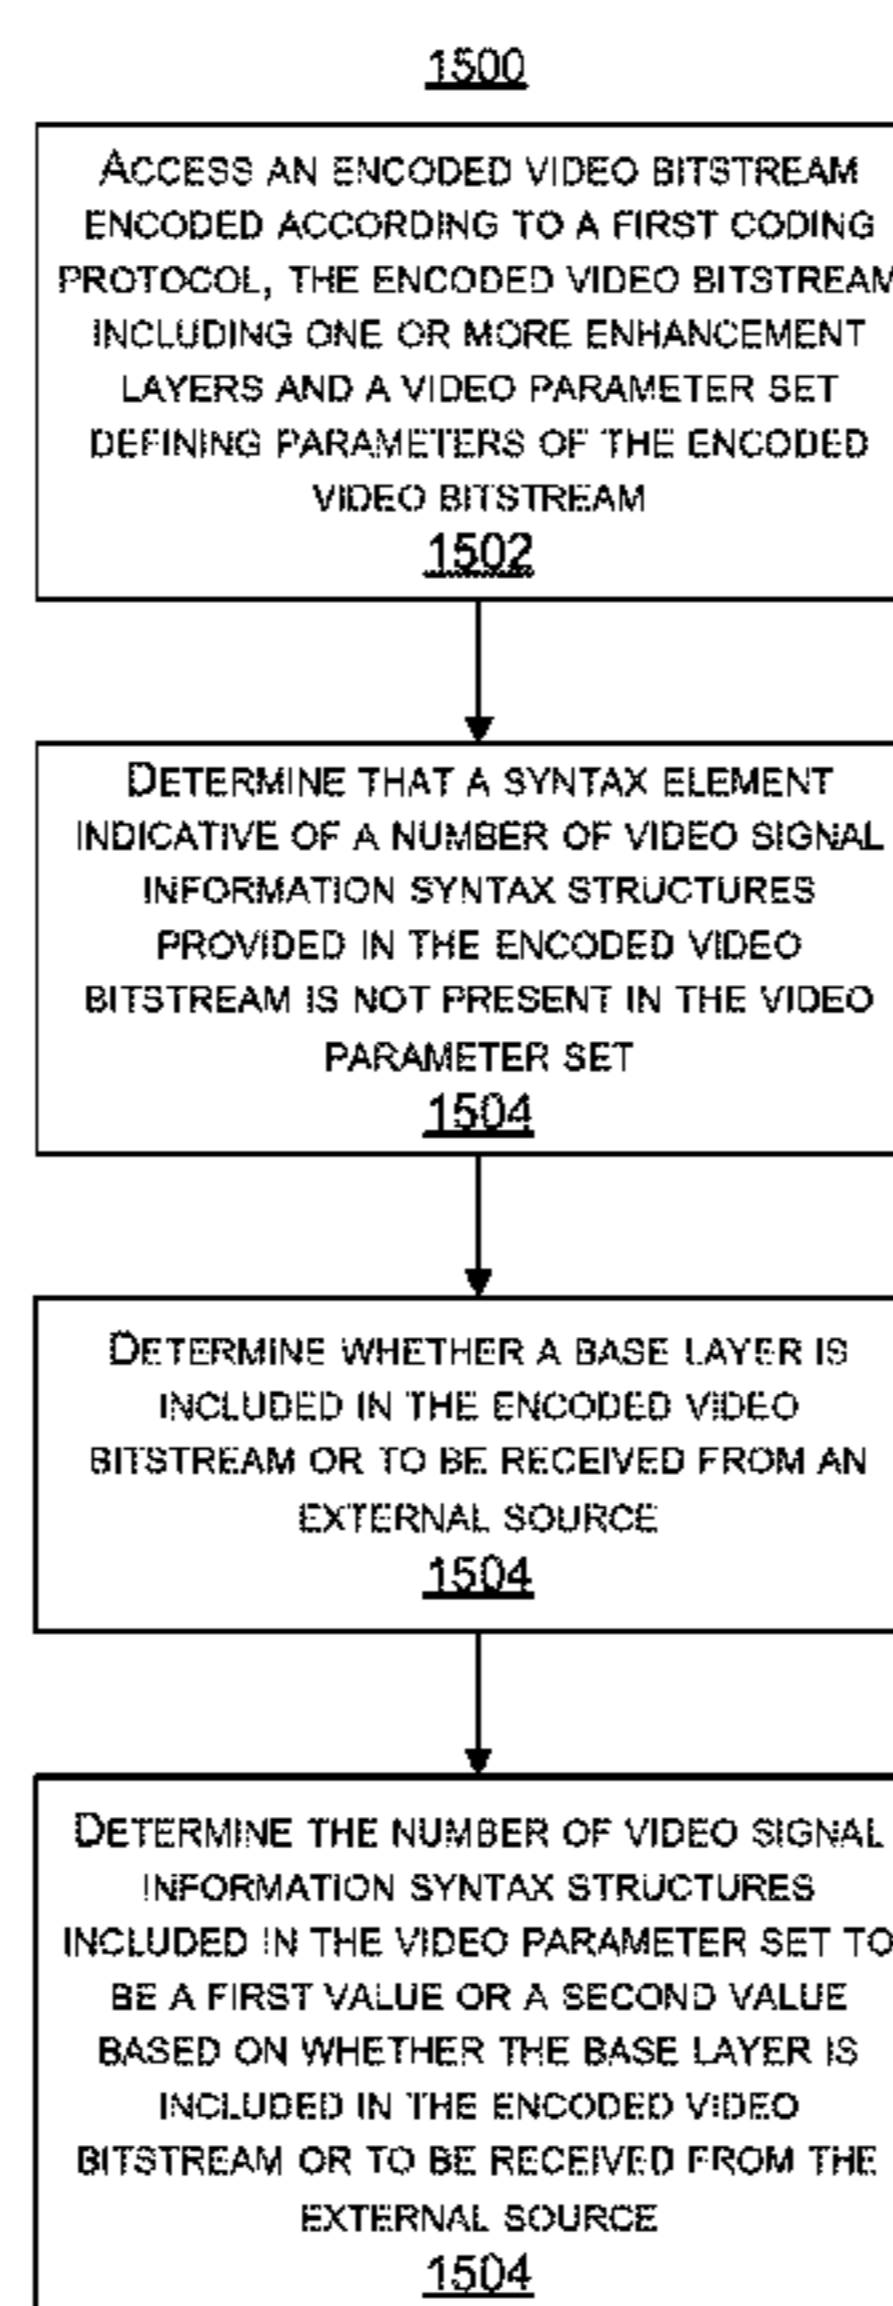 1500
ACCESS AN ENCODED VIDEO BITSTREAM
ENCODED ACCORDING TO A FIRST CODING
PROTOCOL, THE ENCODED VIDEO BITSTREAM
INCLUDING ONE OR MORE ENHANCEMENT
LAYERS AND A VIDEO PARAMETER SET
DEFINING PARAMETERS OF THE ENCODED
VIDEO BITSTREAM
1502
DETERMINE THAT A SYNTAX ELEMENT
INDICATIVE OF A NUMBER OF VIDEO SIGNAL
INFORMATION SYNTAX STRUCTURES
PROVIDED IN THE ENCODED VIDEO
BITSTREAM IS NOT PRESENT IN THE VIDEO
PARAMETER SET
1504
DETERMINE WHETHER A BASE LAYER IS
INCLUDED IN THE ENCODED VIDEO
BITSTREAM OR TO BE RECEIVED FROM AN
EXTERNAL SOURCE
1504
DETERMINE THE NUMBER OF VIDEO SIGNAL
INFORMATION SYNTAX STRUCTURES
INCLUDED IN THE VIDEO PARAMETER SET TO
BE A FIRST VALUE OR A SECOND VALUE
BASED ON WHETHER THE BASE LAYER IS
INCLUDED IN THE ENCODED VIDEO
BITSTREAM OR TO BE RECEIVED FROM THE
EXTERNAL SOURCE
1504